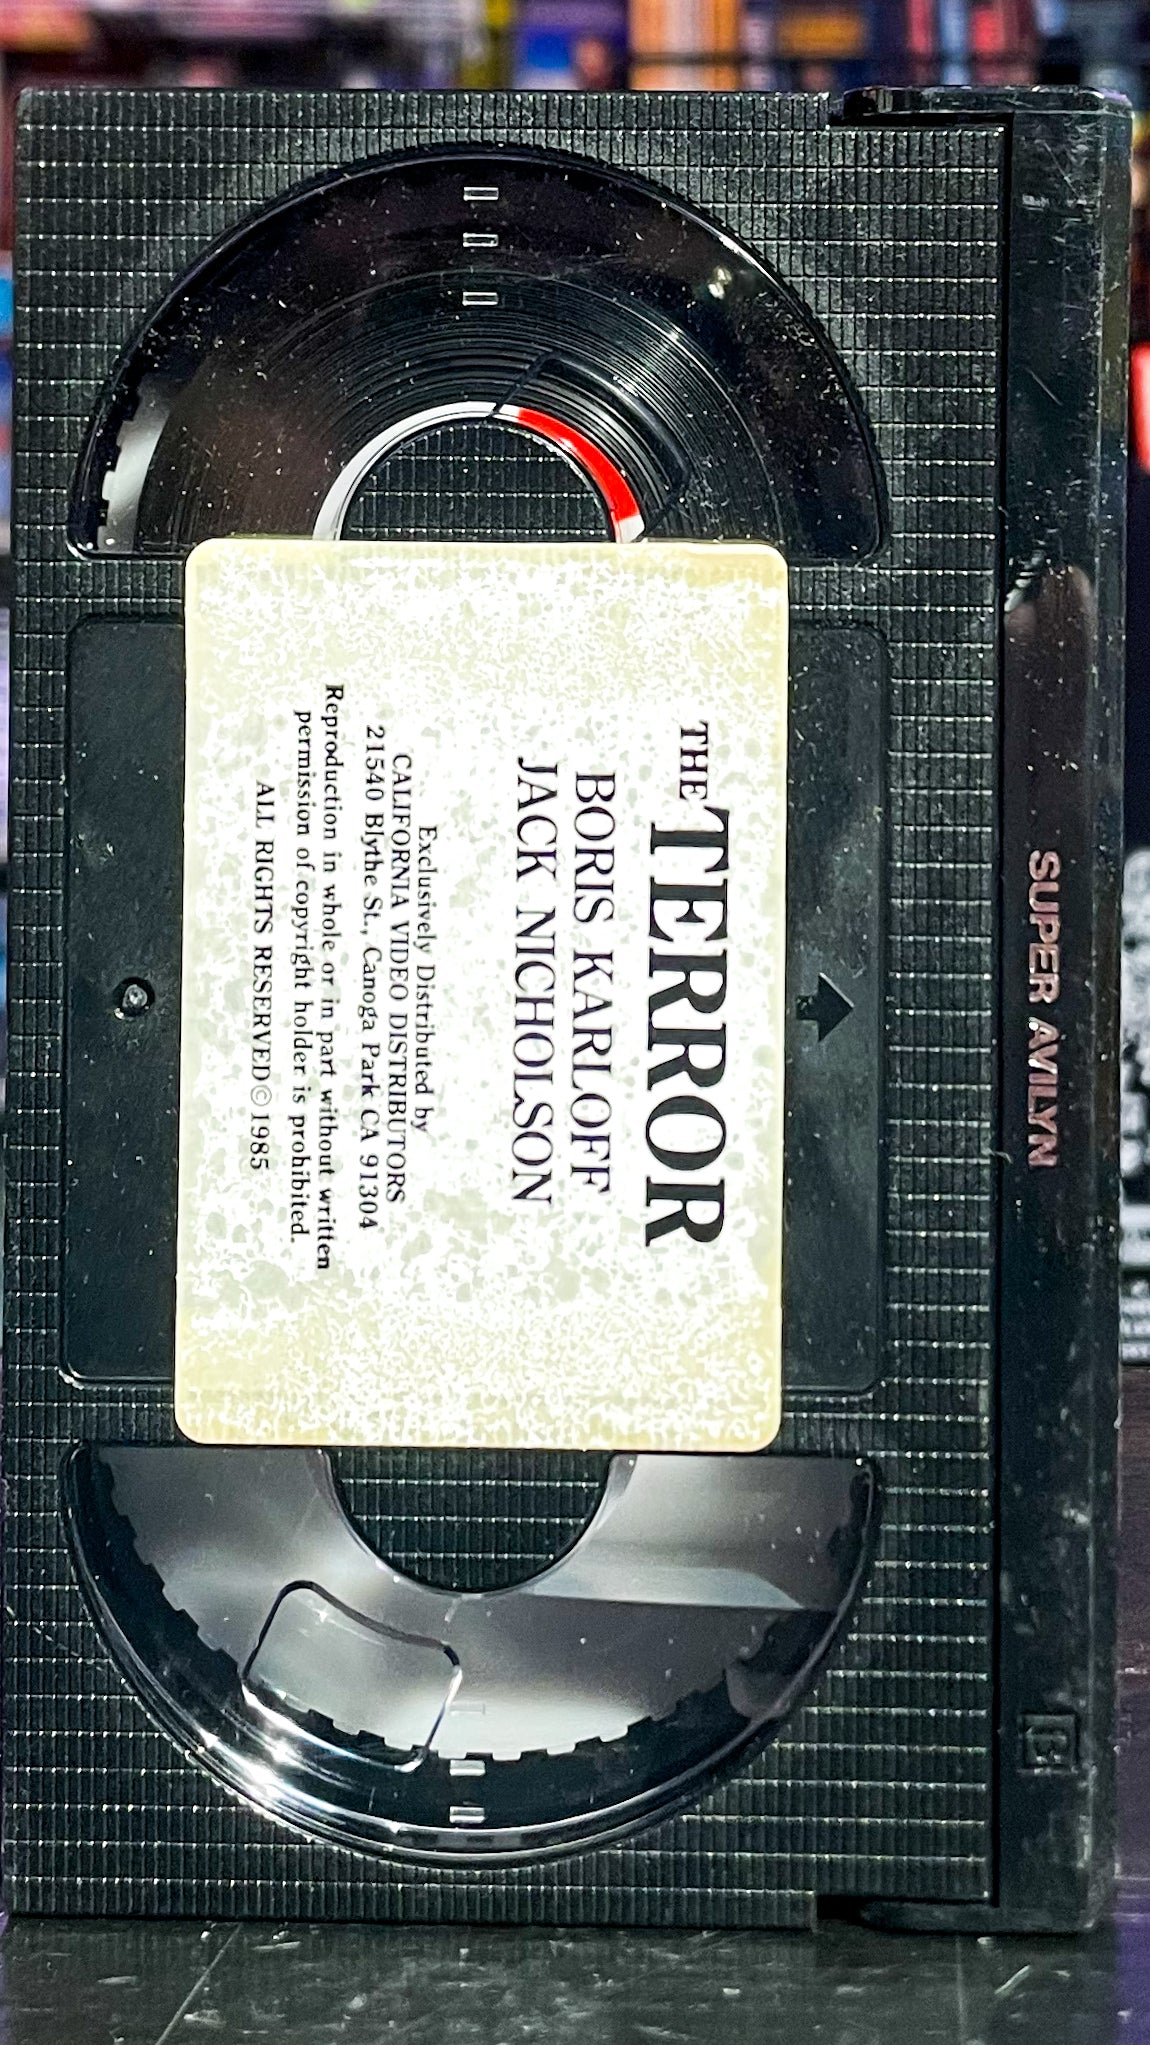 THE TERROR
BORIS KARLOFF
JACK NICHOLSON
Exclusively Distributed by
CALIFORNIA VIDEO DISTRIBUTORS
21540 Blythe St., Canoga Park CA 91304
Reproduction in whole or in part without written
permission of copyright holder is prohibited.
ALL RIGHTS RESERVED © 1985
SUPER AVILYN